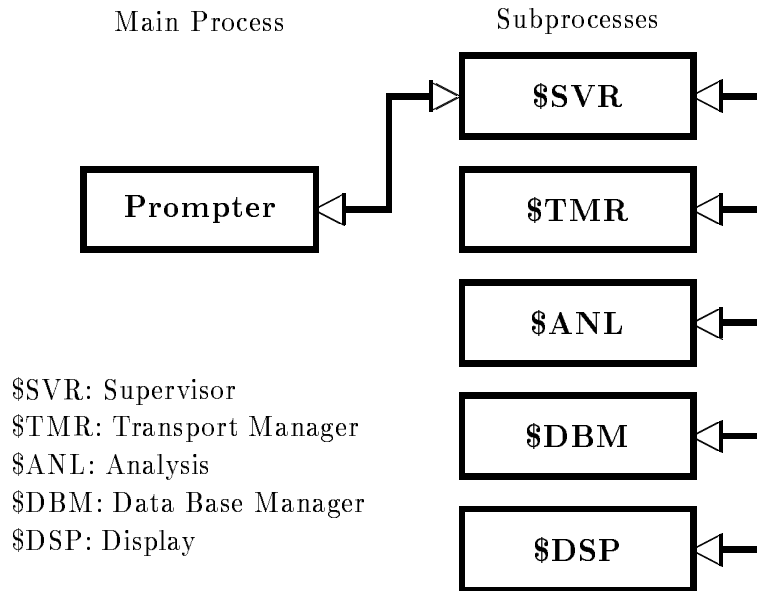 Main Process
Subprocesses
$SVR
Prompter
$TMR
$ANL
$SVR: Supervisor
$TMR: Transport Manager
$ANL: Analysis
$DBM: Data Base Manager
$DSP: Display
$DBM
$DSP